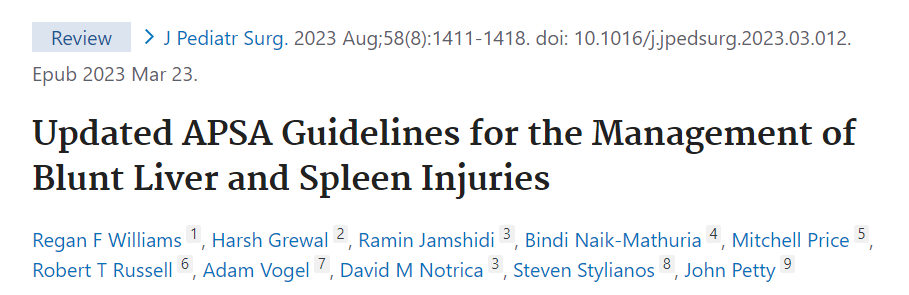 Review > J Pediatr Surg. 2023 Aug;58(8):1411-1418. doi: 10.1016/j.jpedsurg.2023.03.012.
Epub 2023 Mar 23.
Updated APSA Guidelines for the Management of
Blunt Liver and Spleen Injuries
Regan F Williams 1, Harsh Grewal 2, Ramin Jamshidi 3, Bindi Naik-Mathuria 4, Mitchell Price 5,
Robert T Russell 6, Adam Vogel 7, David M Notrica 3, Steven Stylianos 8, John Petty 9